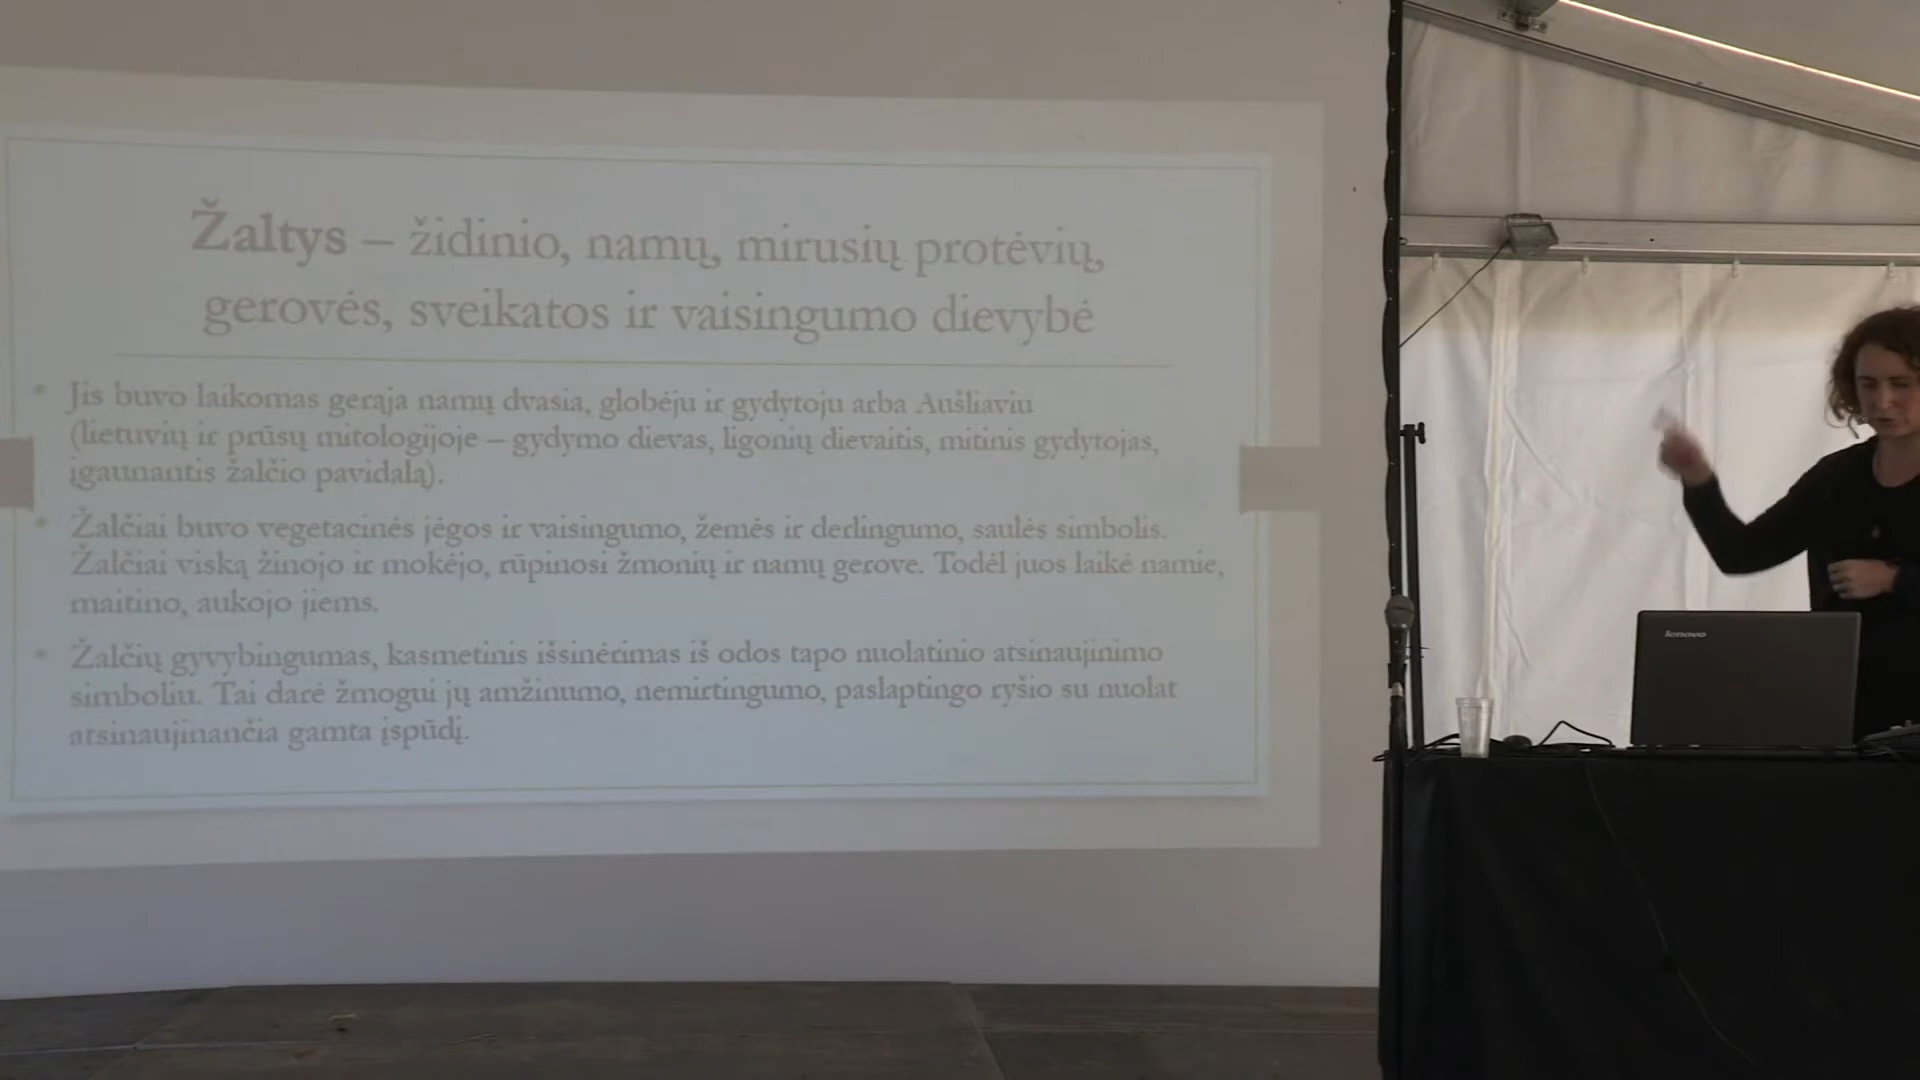 Žaltys – židinio, namų, mirusių protėvių,
gerovės, sveikatos ir vaisingumo dievybė
Jis buvo laikomas gerąja namų dvasia, globėju ir gydytoju arba Aušliaviu
(lietuvių ir prūsų mitologijoje – gydymo dievas, ligonių dievaitis, mitinis gydytojas,
įgaunantis žalčio pavidalą).
Žalčiai buvo vegetacinės jėgos ir vaisingumo, žemės ir derlingumo, saulės simbolis.
Žalčiai viską žinojo ir mokėjo, rūpinosi žmonių ir namų gerove. Todėl juos laikė namie,
maitino, aukojo jiems.
Žalčių gyvybingumas, kasmetinis išsinėrimas iš odos tapo nuolatinio atsinaujinimo
simboliu. Tai darė žmogui jų amžinumo, nemirtingumo, paslaptingo ryšio su nuolat
atsinaujinančia gamta įspūdį.
lenovo